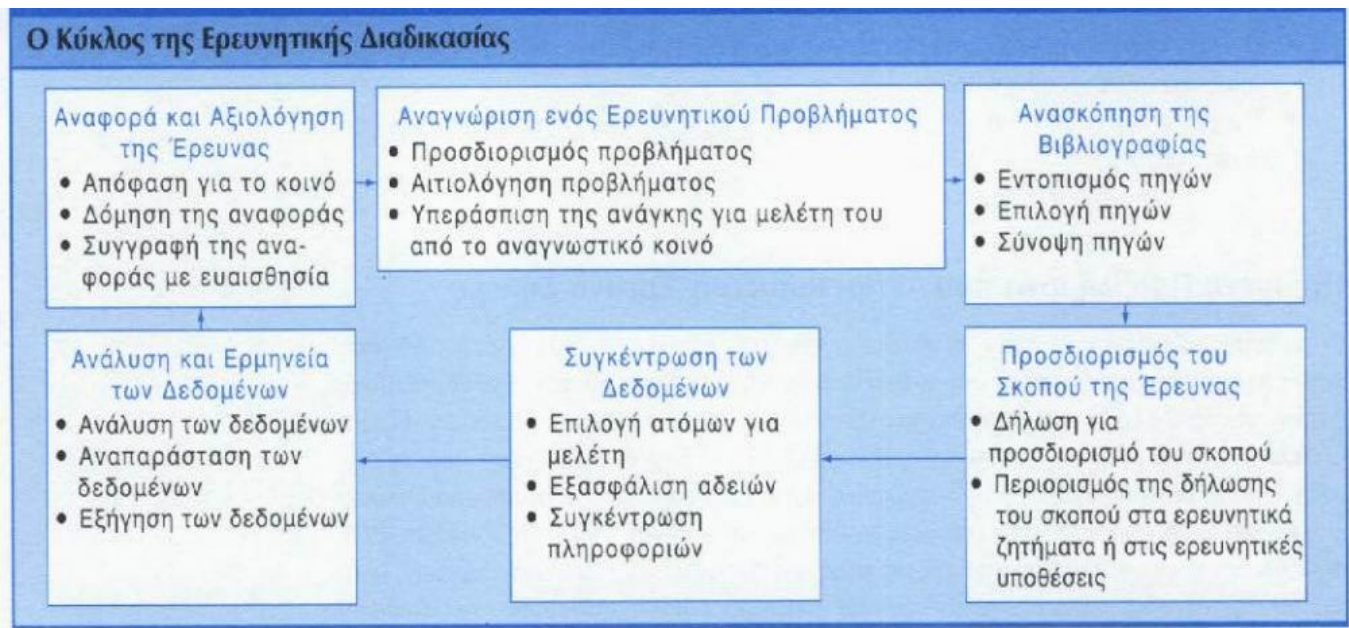 Ο Κύκλος της Ερευνητικής Διαδικασίας
Αναφορά και Αξιολόγηση
της Έρευνας
• Απόφαση για το κοινό
• Δόμηση της αναφοράς
• Συγγραφή της ανα-
φοράς με ευαισθησία
Αναγνώριση ενός Ερευνητικού Προβλήματος
• Προσδιορισμός προβλήματος
• Αιτιολόγηση προβλήματος
• Υπεράσπιση της ανάγκης για μελέτη του
από το αναγνωστικό κοινό
Ανασκόπηση της
Βιβλιογραφίας
• Εντοπισμός πηγών
• Επιλογή πηγών
• Σύνοψη πηγών
Προσδιορισμός του
Σκοπού της Έρευνας
• Δήλωση για
προσδιορισμό του σκοπού
• Περιορισμός της δήλωσης
του σκοπού στα ερευνητικά
ζητήματα ή στις ερευνητικές
υποθέσεις
Συγκέντρωση των
Δεδομένων
• Επιλογή ατόμων για
μελέτη
• Εξασφάλιση αδειών
• Συγκέντρωση
πληροφοριών
Ανάλυση και Ερμηνεία
των Δεδομένων
• Ανάλυση των δεδομένων
• Αναπαράσταση των
δεδομένων
• Εξήγηση των δεδομένων